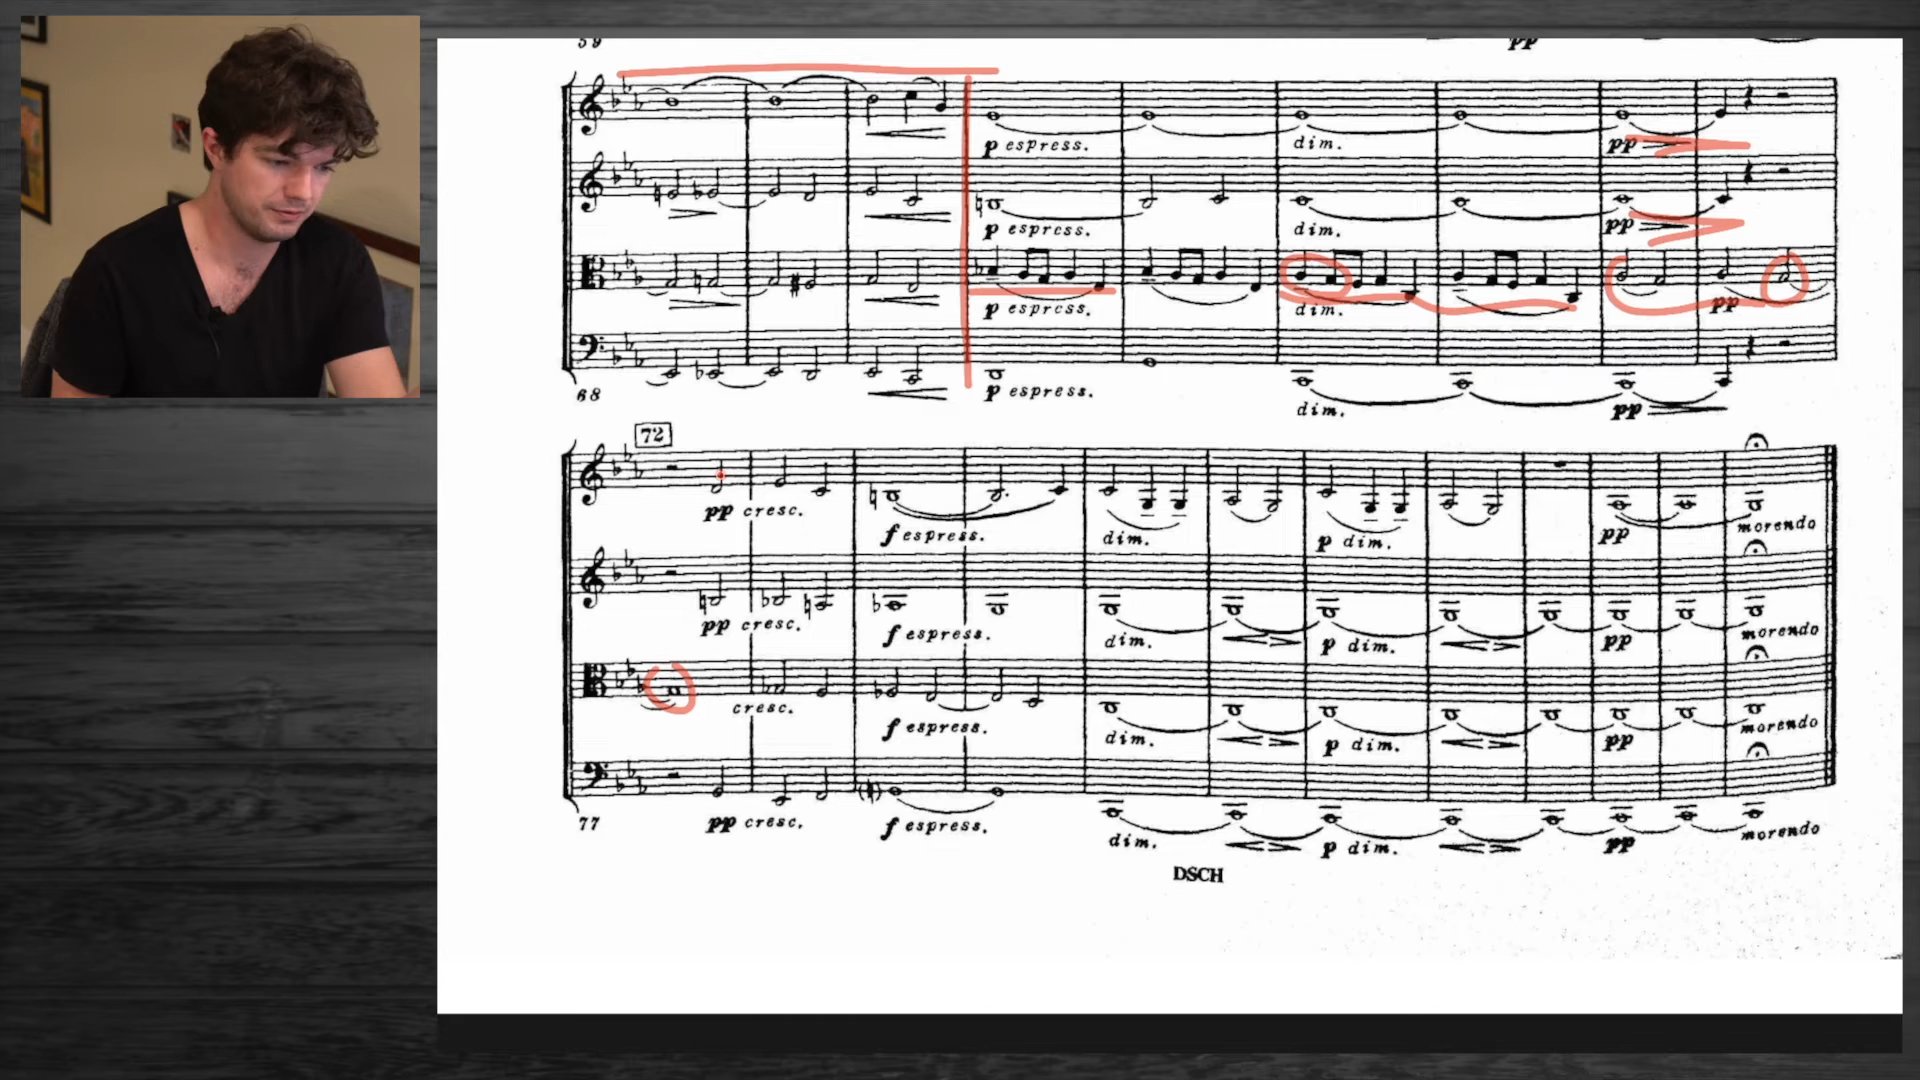 59 pp
p espress. dim. pp
p espress. dim. pp
p espress. dim. pp
68 p espress. dim. pp
72
pp cresc. f espress. dim. p dim. pp morendo
pp cresc. f espress. dim. p dim. pp morendo
cresc. f espress. dim. p dim. pp morendo
77 pp cresc. f espress. dim. p dim. pp morendo
DSCH